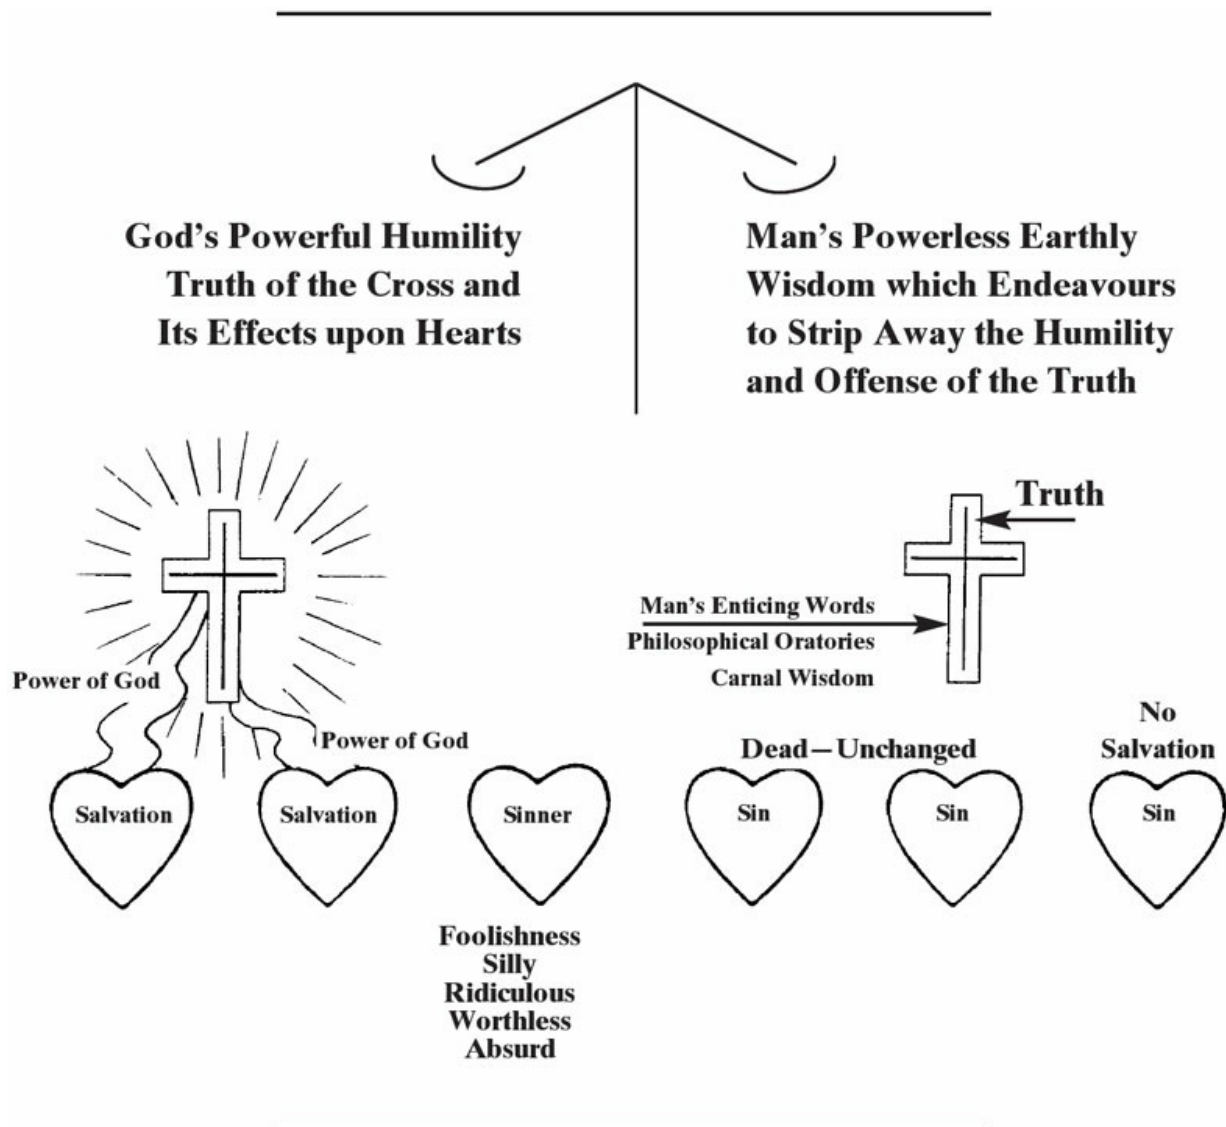 God's Powerful Humility
Truth of the Cross and
Its Effects upon Hearts
Man's Powerless Earthly
Wisdom which Endeavours
to Strip Away the Humility
and Offense of the Truth
Truth
Man's Enticing Words
Philosophical Oratories
Carnal Wisdom
Power of God
Power of God
Dead—Unchanged
No
Salvation
Salvation
Salvation
Sinner
Sin
Sin
Sin
Foolishness
Silly
Ridiculous
Worthless
Absurd